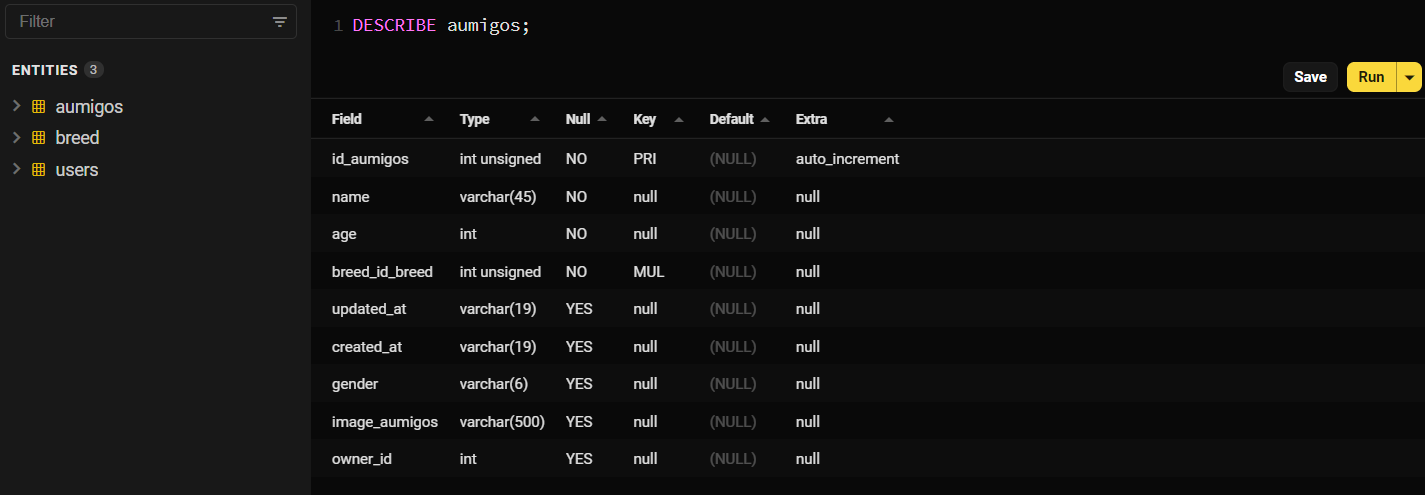 Filter
ENTITIES 3
aumigos
breed
users
1 DESCRIBE aumigos;
Save Run
Field Type Null Key Default Extra
id_aumigos int unsigned NO PRI (NULL) auto_increment
name varchar(45) NO null (NULL) null
age int NO null (NULL) null
breed_id_breed int unsigned NO MUL (NULL) null
updated_at varchar(19) YES null (NULL) null
created_at varchar(19) YES null (NULL) null
gender varchar(6) YES null (NULL) null
image_aumigos varchar(500) YES null (NULL) null
owner_id int YES null (NULL) null